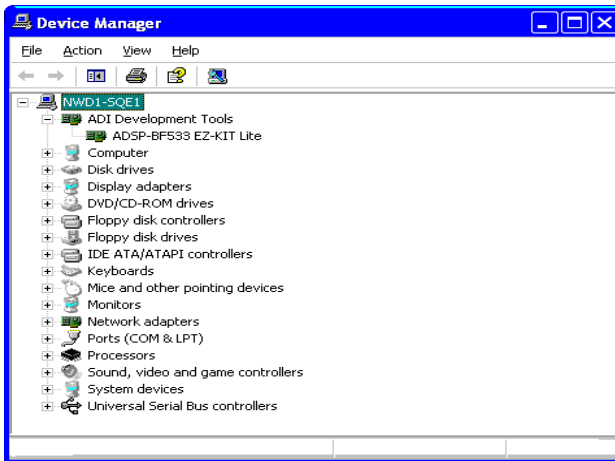 Device Manager
File Action View Help
NWD1-SQE1
ADI Development Tools
ADSP-BF533 EZ-KIT Lite
Computer
Disk drives
Display adapters
DVD/CD-ROM drives
Floppy disk controllers
Floppy disk drives
IDE ATA/ATAPI controllers
Keyboards
Mice and other pointing devices
Monitors
Network adapters
Ports (COM & LPT)
Processors
Sound, video and game controllers
System devices
Universal Serial Bus controllers